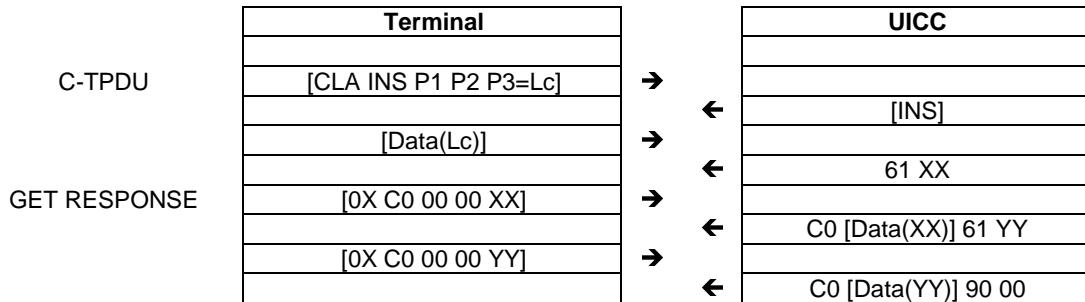 Terminal UICC
C-TPDU [CLA INS P1 P2 P3=Lc] →
← [INS]
[Data(Lc)] →
← 61 XX
GET RESPONSE [0X C0 00 00 XX] →
← C0 [Data(XX)] 61 YY
[0X C0 00 00 YY] →
← C0 [Data(YY)] 90 00